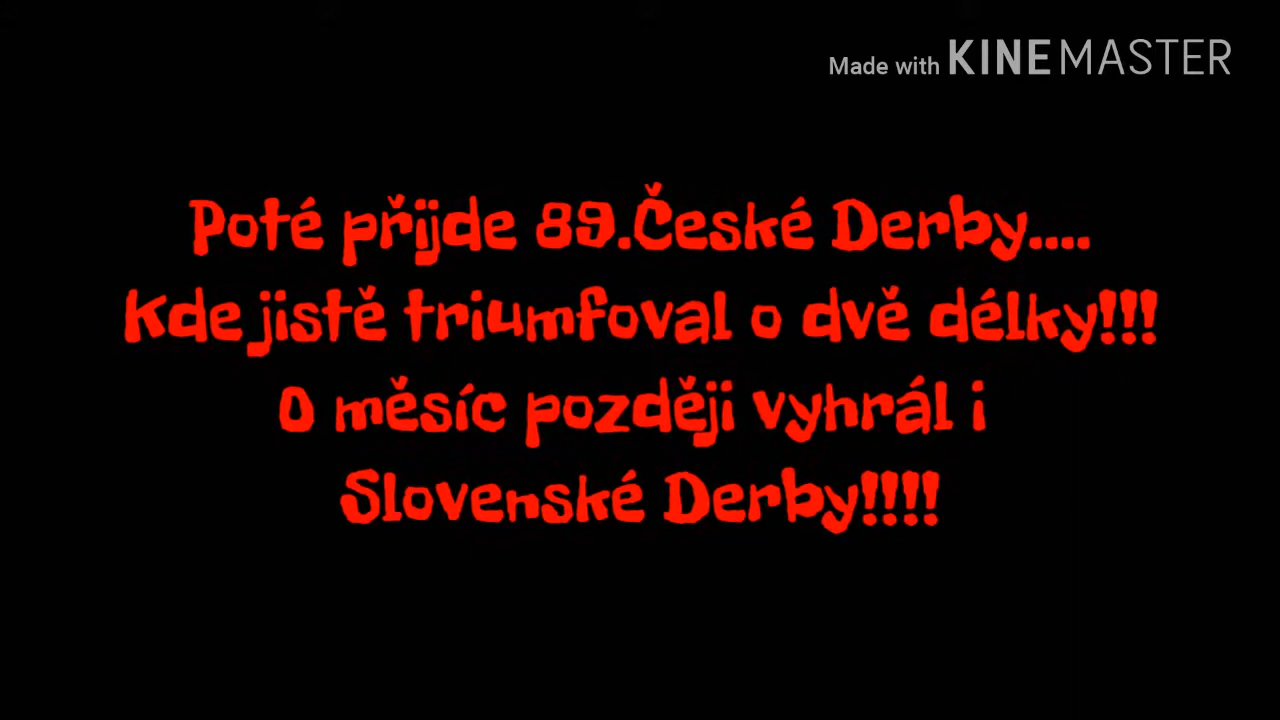 Made with KINEMASTER
Poté přijde 89.České Derby....
Kde jistě triumfoval o dvě délky!!!
O měsíc později vyhrál i
Slovenské Derby!!!!